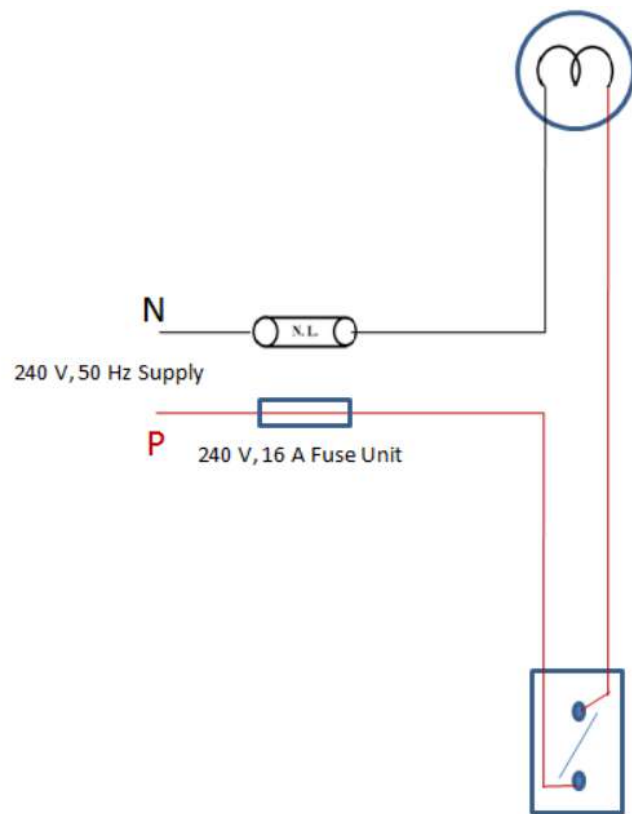 N
N. L.
240 V, 50 Hz Supply
P
240 V, 16 A Fuse Unit